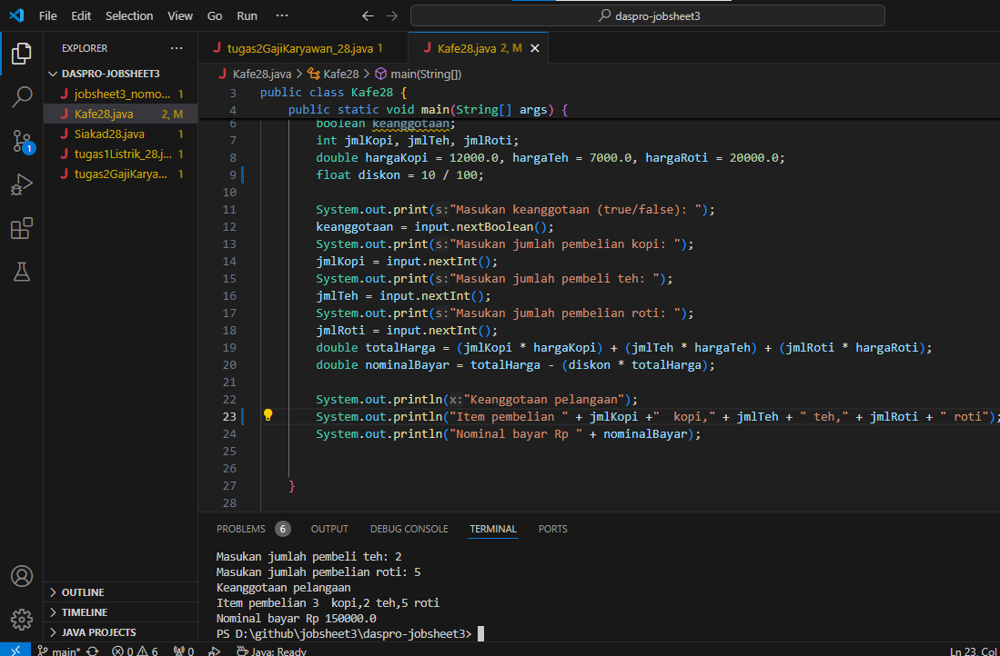 File Edit Selection View Go Run ··· ← → daspro-jobsheet3
EXPLORER ···
DASPRO-JOBSHEET3
J jobsheet3_nomo... 1
J Kafe28.java 2, M
J Siakad28.java 1
J tugas1Listrik_28.j... 1
J tugas2GajiKarya... 1
OUTLINE
TIMELINE
JAVA PROJECTS
1
J tugas2GajiKaryawan_28.java 1 J Kafe28.java 2, M ×
J Kafe28.java > Kafe28 > main(String[])
3 public class Kafe28 {
4 public static void main(String[] args) {
6 boolean keanggotaan;
7 int jmlKopi, jmlTeh, jmlRoti;
8 double hargaKopi = 12000.0, hargaTeh = 7000.0, hargaRoti = 20000.0;
9 float diskon = 10 / 100;
10
11 System.out.print(s:"Masukan keanggotaan (true/false): ");
12 keanggotaan = input.nextBoolean();
13 System.out.print(s:"Masukan jumlah pembelian kopi: ");
14 jmlKopi = input.nextInt();
15 System.out.print(s:"Masukan jumlah pembeli teh: ");
16 jmlTeh = input.nextInt();
17 System.out.print(s:"Masukan jumlah pembelian roti: ");
18 jmlRoti = input.nextInt();
19 double totalHarga = (jmlKopi * hargaKopi) + (jmlTeh * hargaTeh) + (jmlRoti * hargaRoti);
20 double nominalBayar = totalHarga - (diskon * totalHarga);
21
22 System.out.println(x:"Keanggotaan pelangaan");
23 System.out.println("Item pembelian " + jmlKopi +"  kopi," + jmlTeh + " teh," + jmlRoti + " roti");
24 System.out.println("Nominal bayar Rp " + nominalBayar);
25
26
27 }
28
PROBLEMS 6 OUTPUT DEBUG CONSOLE TERMINAL PORTS
Masukan jumlah pembeli teh: 2
Masukan jumlah pembelian roti: 5
Keanggotaan pelangaan
Item pembelian 3  kopi,2 teh,5 roti
Nominal bayar Rp 150000.0
PS D:\github\jobsheet3\daspro-jobsheet3>
main* 0 6 0 Java: Ready Ln 23, Col